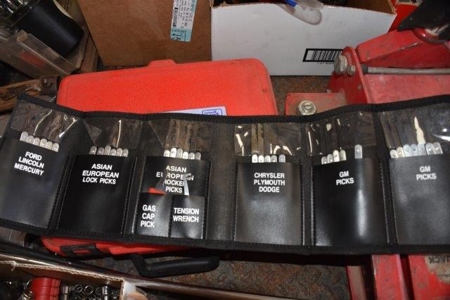 FORD
LINCOLN
MERCURY
ASIAN
EUROPEAN
LOCK PICKS
ASIAN
PICKS
GAS
CAP
PICK
TENSION
WRENCH
CHRYSLER
PLYMOUTH
DODGE
GM
PICKS
GM
PICKS